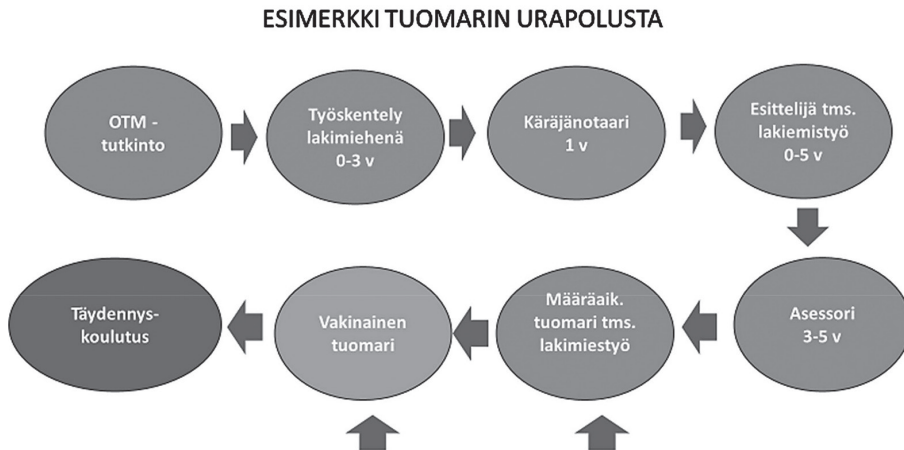 ESIMERKKI TUOMARIN URAPOLUSTA
OTM -
tutkinto
Työskentely
lakimiehenä
0-3 v
Käräjänotaari
1 v
Esittelijä tms.
lakiemistyö
0-5 v
Asessori
3-5 v
Määräaik.
tuomari tms.
lakimiestyö
Vakinainen
tuomari
Täydennys-
koulutus